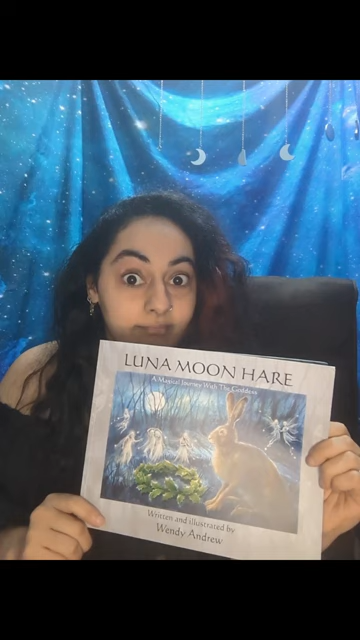 LUNA MOON HARE
A Magical Journey With The Goddess
Written and illustrated by
Wendy Andrew